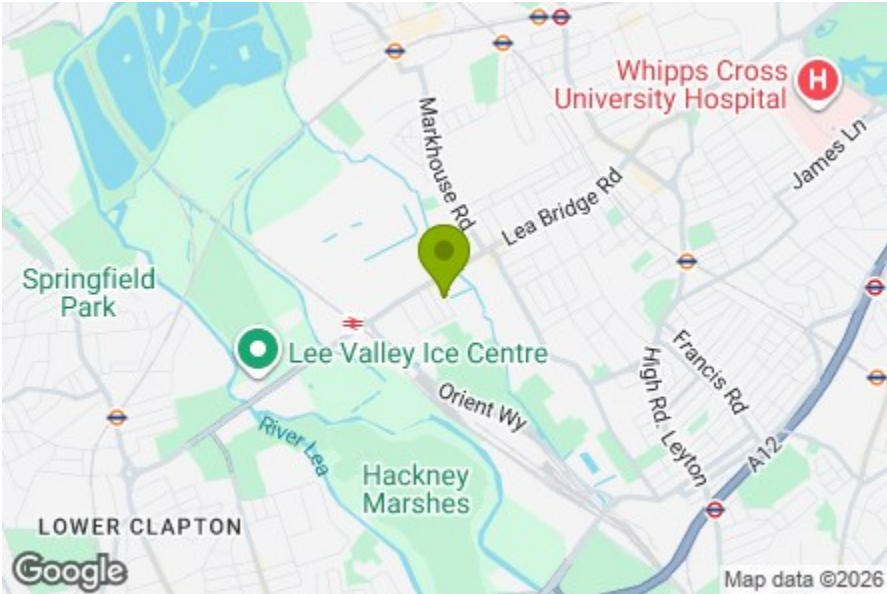 Whipps Cross
University Hospital
H
James Ln
Markhouse Rd
Lea Bridge Rd
Springfield
Park
Lee Valley Ice Centre
Francis Rd
High Rd. Leyton
Orient Wy
River Lea
A12
Hackney
Marshes
LOWER CLAPTON
Google
Map data ©2026